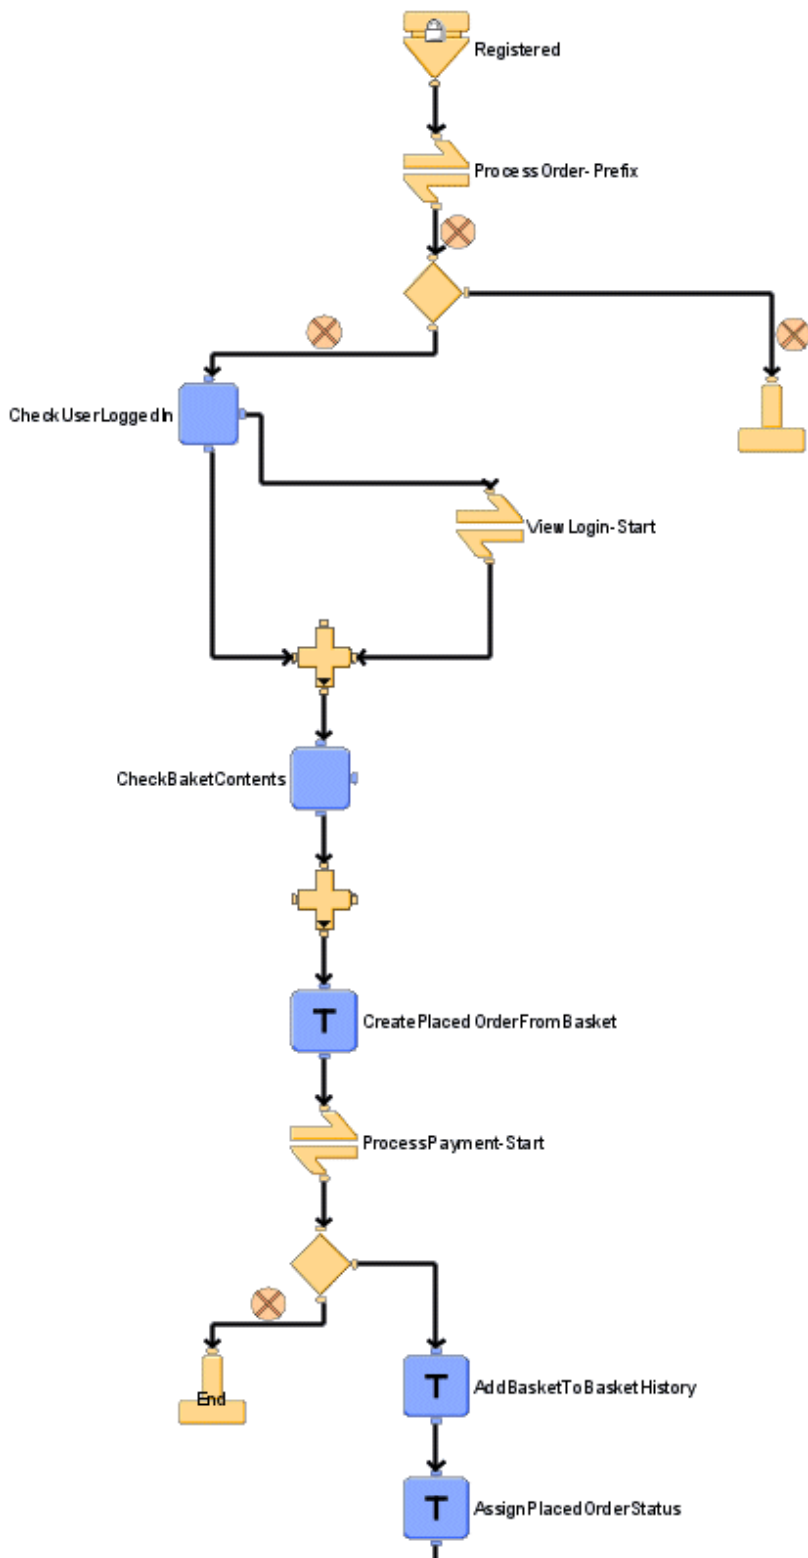 Registered
ProcessOrder-Prefix
CheckUserLoggedIn
ViewLogin-Start
CheckBaketContents
T
CreatePlacedOrderFromBasket
ProcessPayment-Start
End
T
AddBasketToBasketHistory
T
AssignPlacedOrderStatus